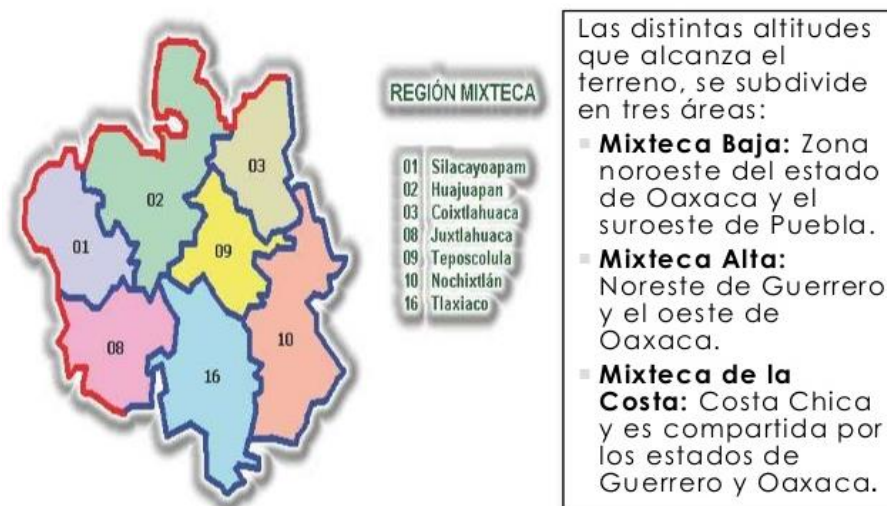 REGIÓN MIXTECA
01 Silacayoapam
02 Huajuapan
03 Coixtlahuaca
08 Juxtlahuaca
09 Teposcolula
10 Nochixtlán
16 Tlaxiaco
02
03
01
09
08
16
10
Las distintas altitudes
que alcanza el
terreno, se subdivide
en tres áreas:
Mixteca Baja: Zona
noroeste del estado
de Oaxaca y el
suroeste de Puebla.
Mixteca Alta:
Noreste de Guerrero
y el oeste de
Oaxaca.
Mixteca de la
Costa: Costa Chica
y es compartida por
los estados de
Guerrero y Oaxaca.